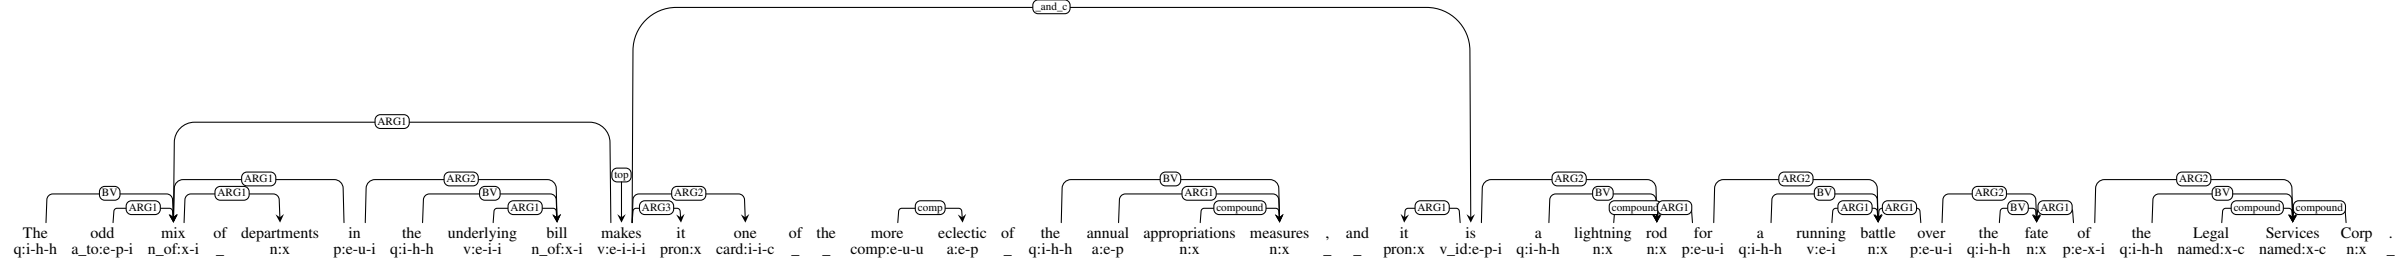 _and_c
ARG1
top
ARG1 ARG2 BV ARG2 ARG2 ARG2
BV ARG1 BV ARG2 ARG1 BV BV ARG2 BV
ARG1 ARG1 ARG3 comp compound ARG1 compound ARG1 ARG1 ARG1 BV ARG1 compound compound
The odd mix of departments in the underlying bill makes it one of the more eclectic of the annual appropriations measures , and it is a lightning rod for a running battle over the fate of the Legal Services Corp .
q:i-h-h a_to:e-p-i n_of:x-i _ n:x p:e-u-i q:i-h-h v:e-i-i n_of:x-i v:e-i-i-i pron:x card:i-i-c _ _ comp:e-u-u a:e-p _ q:i-h-h a:e-p n:x n:x _ _ pron:x v_id:e-p-i q:i-h-h n:x n:x p:e-u-i q:i-h-h v:e-i n:x p:e-u-i q:i-h-h n:x p:e-x-i q:i-h-h named:x-c named:x-c n:x _